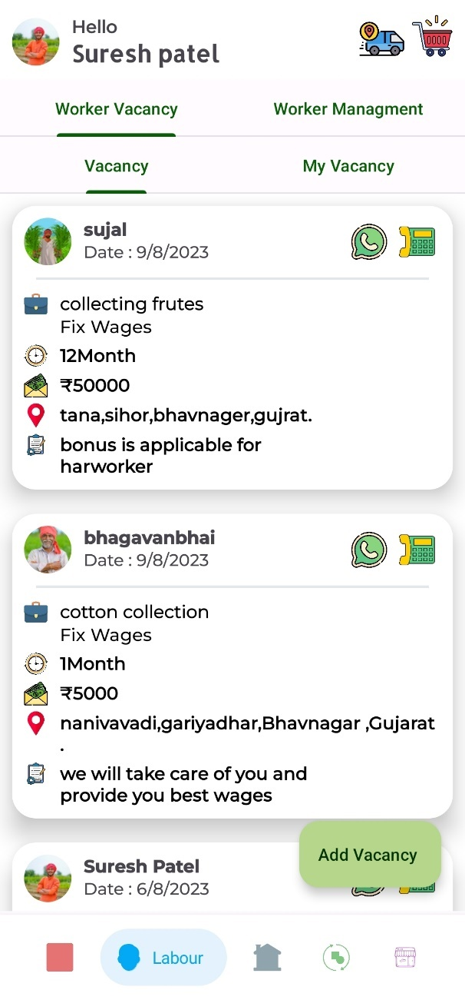 Hello
Suresh patel
Worker Vacancy
Worker Managment
Vacancy
My Vacancy
sujal
Date : 9/8/2023
collecting frutes
Fix Wages
12Month
₹50000
tana,sihor,bhavnager,gujrat.
bonus is applicable for
harworker
bhagavanbhai
Date : 9/8/2023
cotton collection
Fix Wages
1Month
₹5000
nanivavadi,gariyadhar,Bhavnagar ,Gujarat
.
we will take care of you and
provide you best wages
Add Vacancy
Suresh Patel
Date : 6/8/2023
Labour